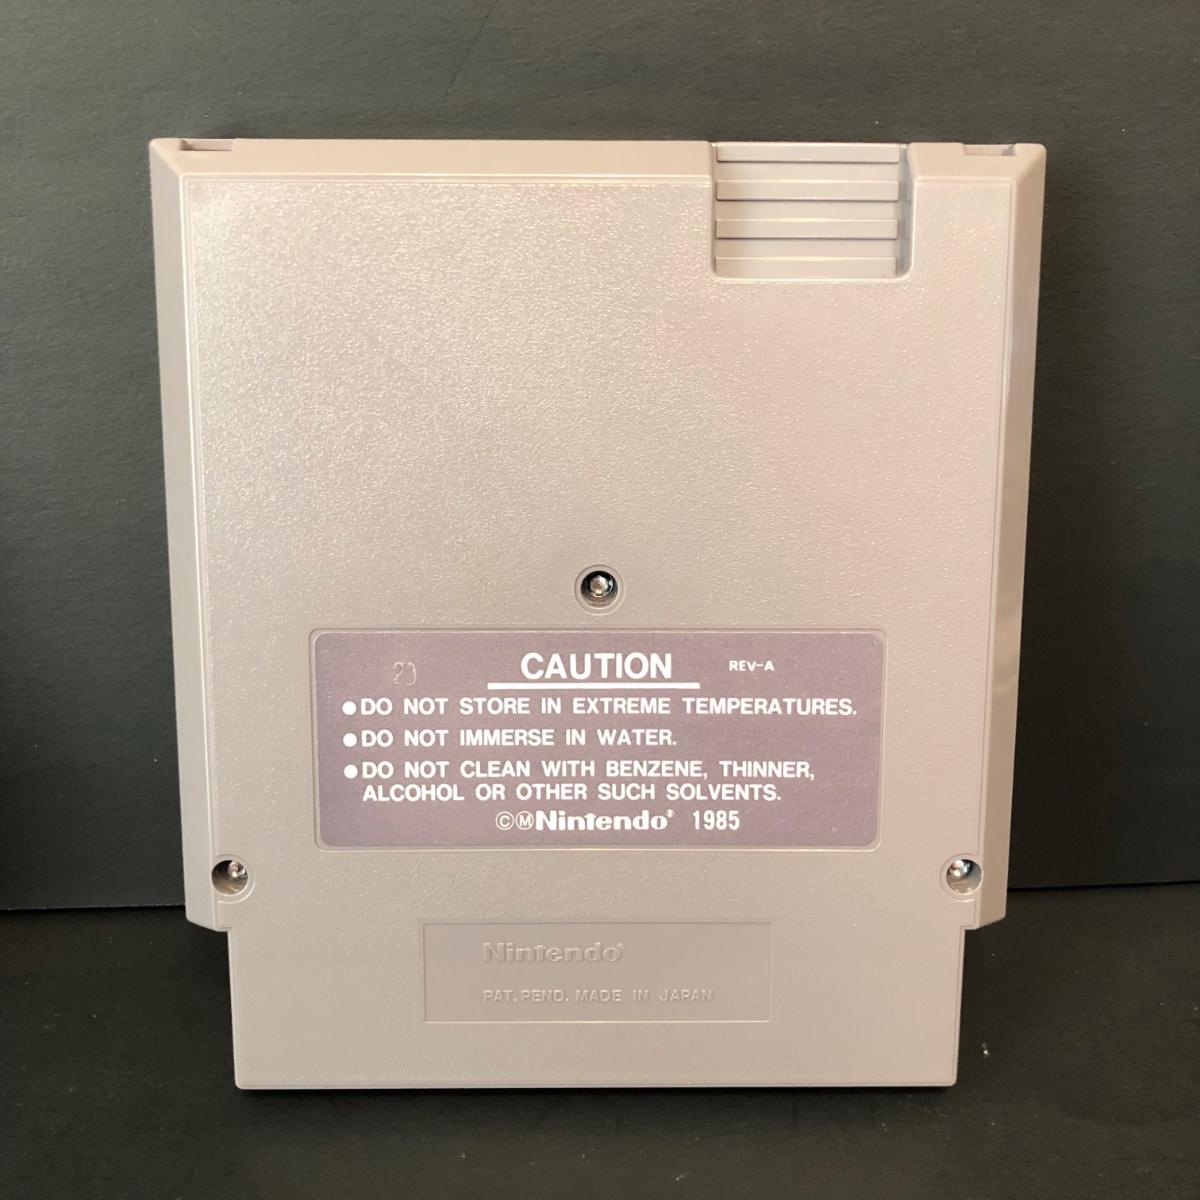 20
CAUTION REV-A
●DO NOT STORE IN EXTREME TEMPERATURES.
●DO NOT IMMERSE IN WATER.
●DO NOT CLEAN WITH BENZENE, THINNER,
ALCOHOL OR OTHER SUCH SOLVENTS.
ⒸⓂNintendo® 1985
Nintendo®
PAT. PEND. MADE IN JAPAN